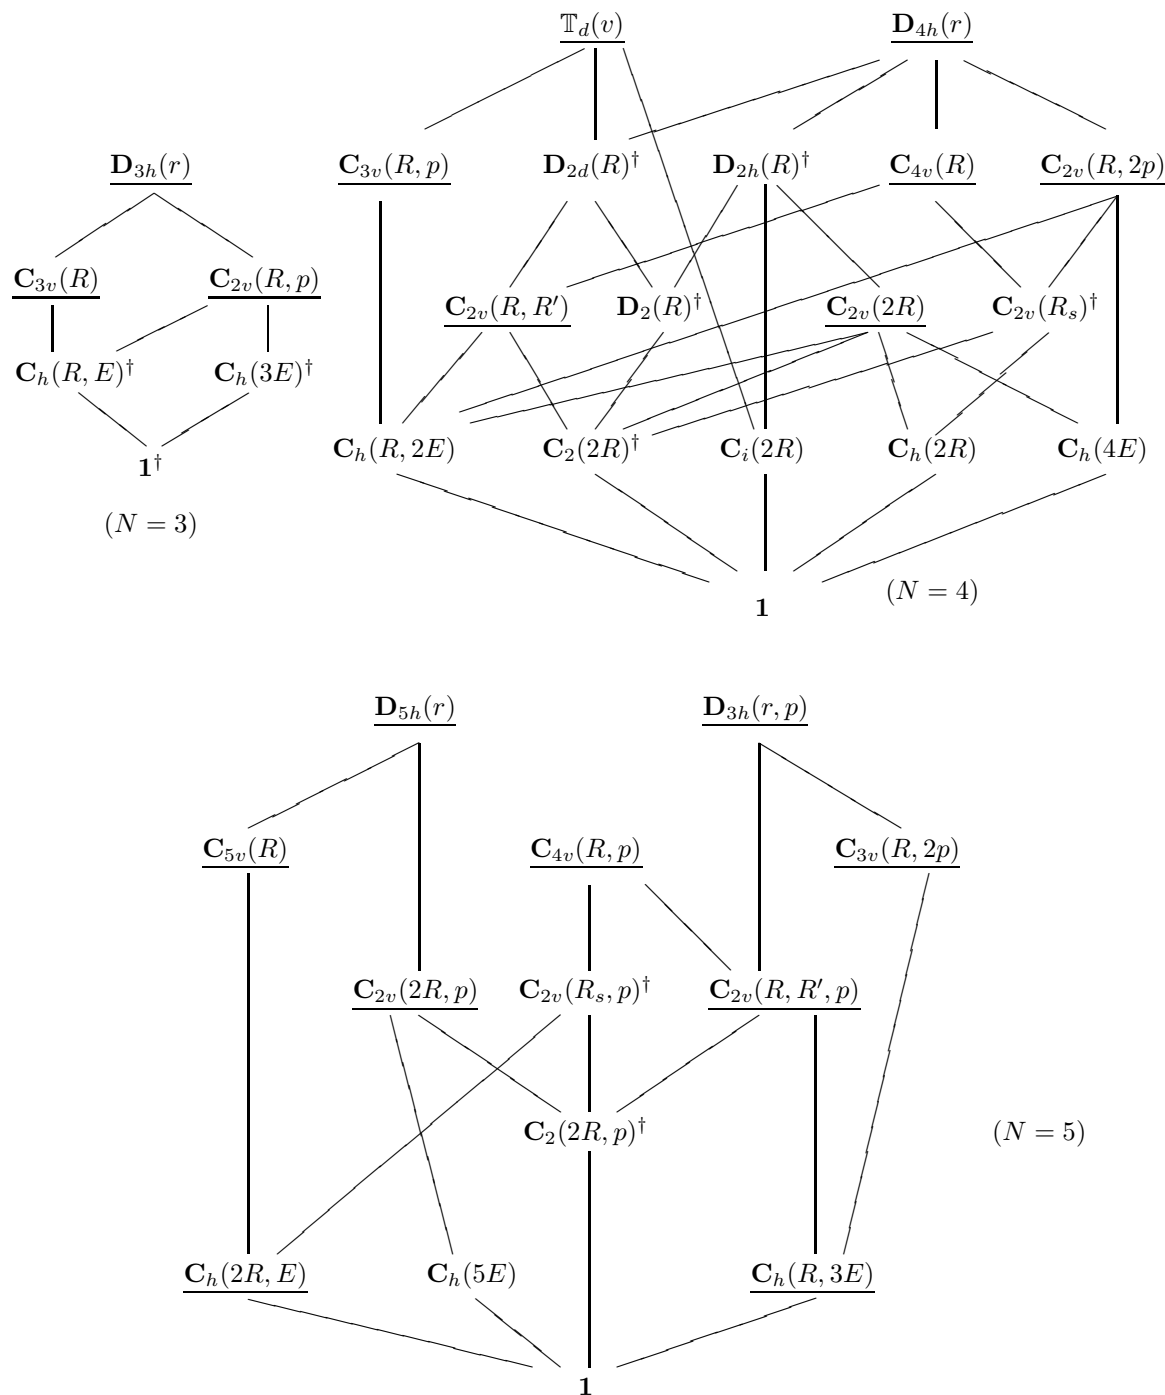 𝕋_d(v) D_{4h}(r)
D_{3h}(r) C_{3v}(R, p) D_{2d}(R)† D_{2h}(R)† C_{4v}(R) C_{2v}(R, 2p)
C_{3v}(R) C_{2v}(R, p) C_{2v}(R, R′) D_2(R)† C_{2v}(2R) C_{2v}(R_s)†
C_h(R, E)† C_h(3E)†
1† C_h(R, 2E) C_2(2R)† C_i(2R) C_h(2R) C_h(4E)
(N = 3)
1 (N = 4)
D_{5h}(r) D_{3h}(r, p)
C_{5v}(R) C_{4v}(R, p) C_{3v}(R, 2p)
C_{2v}(2R, p) C_{2v}(R_s, p)† C_{2v}(R, R′, p)
C_2(2R, p)† (N = 5)
C_h(2R, E) C_h(5E) C_h(R, 3E)
1